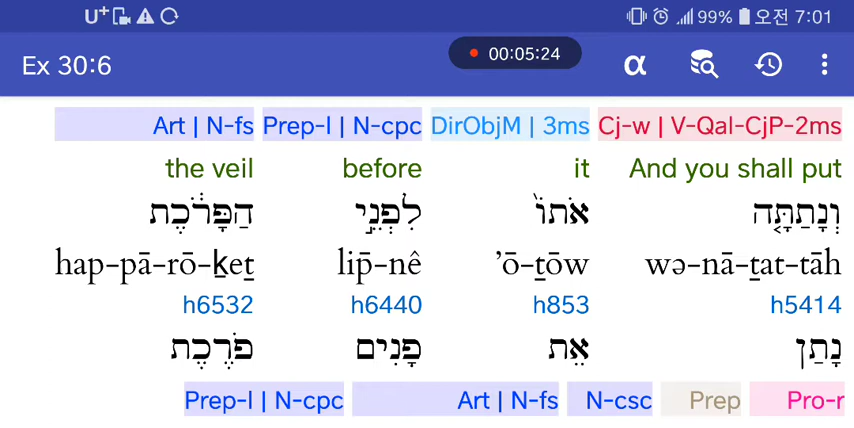 U+ 99% 오전 7:01
Ex 30:6 00:05:24 α
Cj-w | V-Qal-CjP-2ms DirObjM | 3ms Prep-l | N-cpc Art | N-fs
And you shall put it before the veil
וְנָתַתָּ֤ה אֹתוֹ֙ לִפְנֵ֣י הַפָּרֹ֔כֶת
wə-nā-ṯat-tāh ’ō-ṯōw lip̄-nê hap-pā-rō-ḵeṯ
h5414 h853 h6440 h6532
נָתַן אֵת פָּנִים פֹּרֶכֶת
Pro-r Prep N-csc Art | N-fs Prep-l | N-cpc